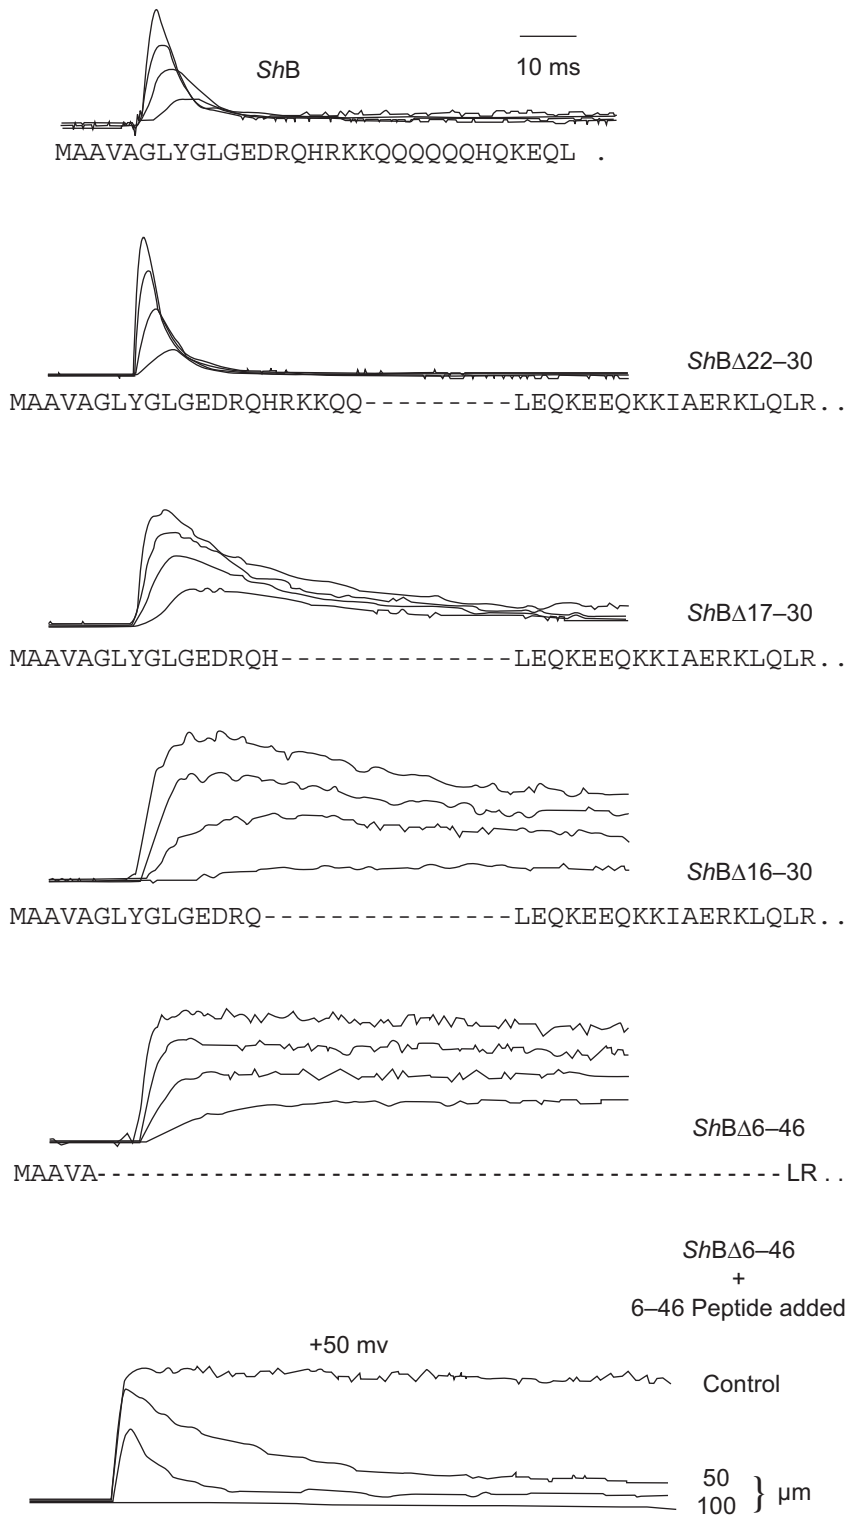 ShB
10 ms
MAAVAGLYGLGEDRQHRKKQQQQQQHQKEQL .
ShBΔ22–30
MAAVAGLYGLGEDRQHRKKQQ---------LEQKEEQKKIAERKLQLR..
ShBΔ17–30
MAAVAGLYGLGEDRQH--------------LEQKEEQKKIAERKLQLR..
ShBΔ16–30
MAAVAGLYGLGEDRQ---------------LEQKEEQKKIAERKLQLR..
ShBΔ6–46
MAAVA-----------------------------------------LR . .
ShBΔ6–46
+
6–46 Peptide added
+50 mv
Control
50
100 } μm